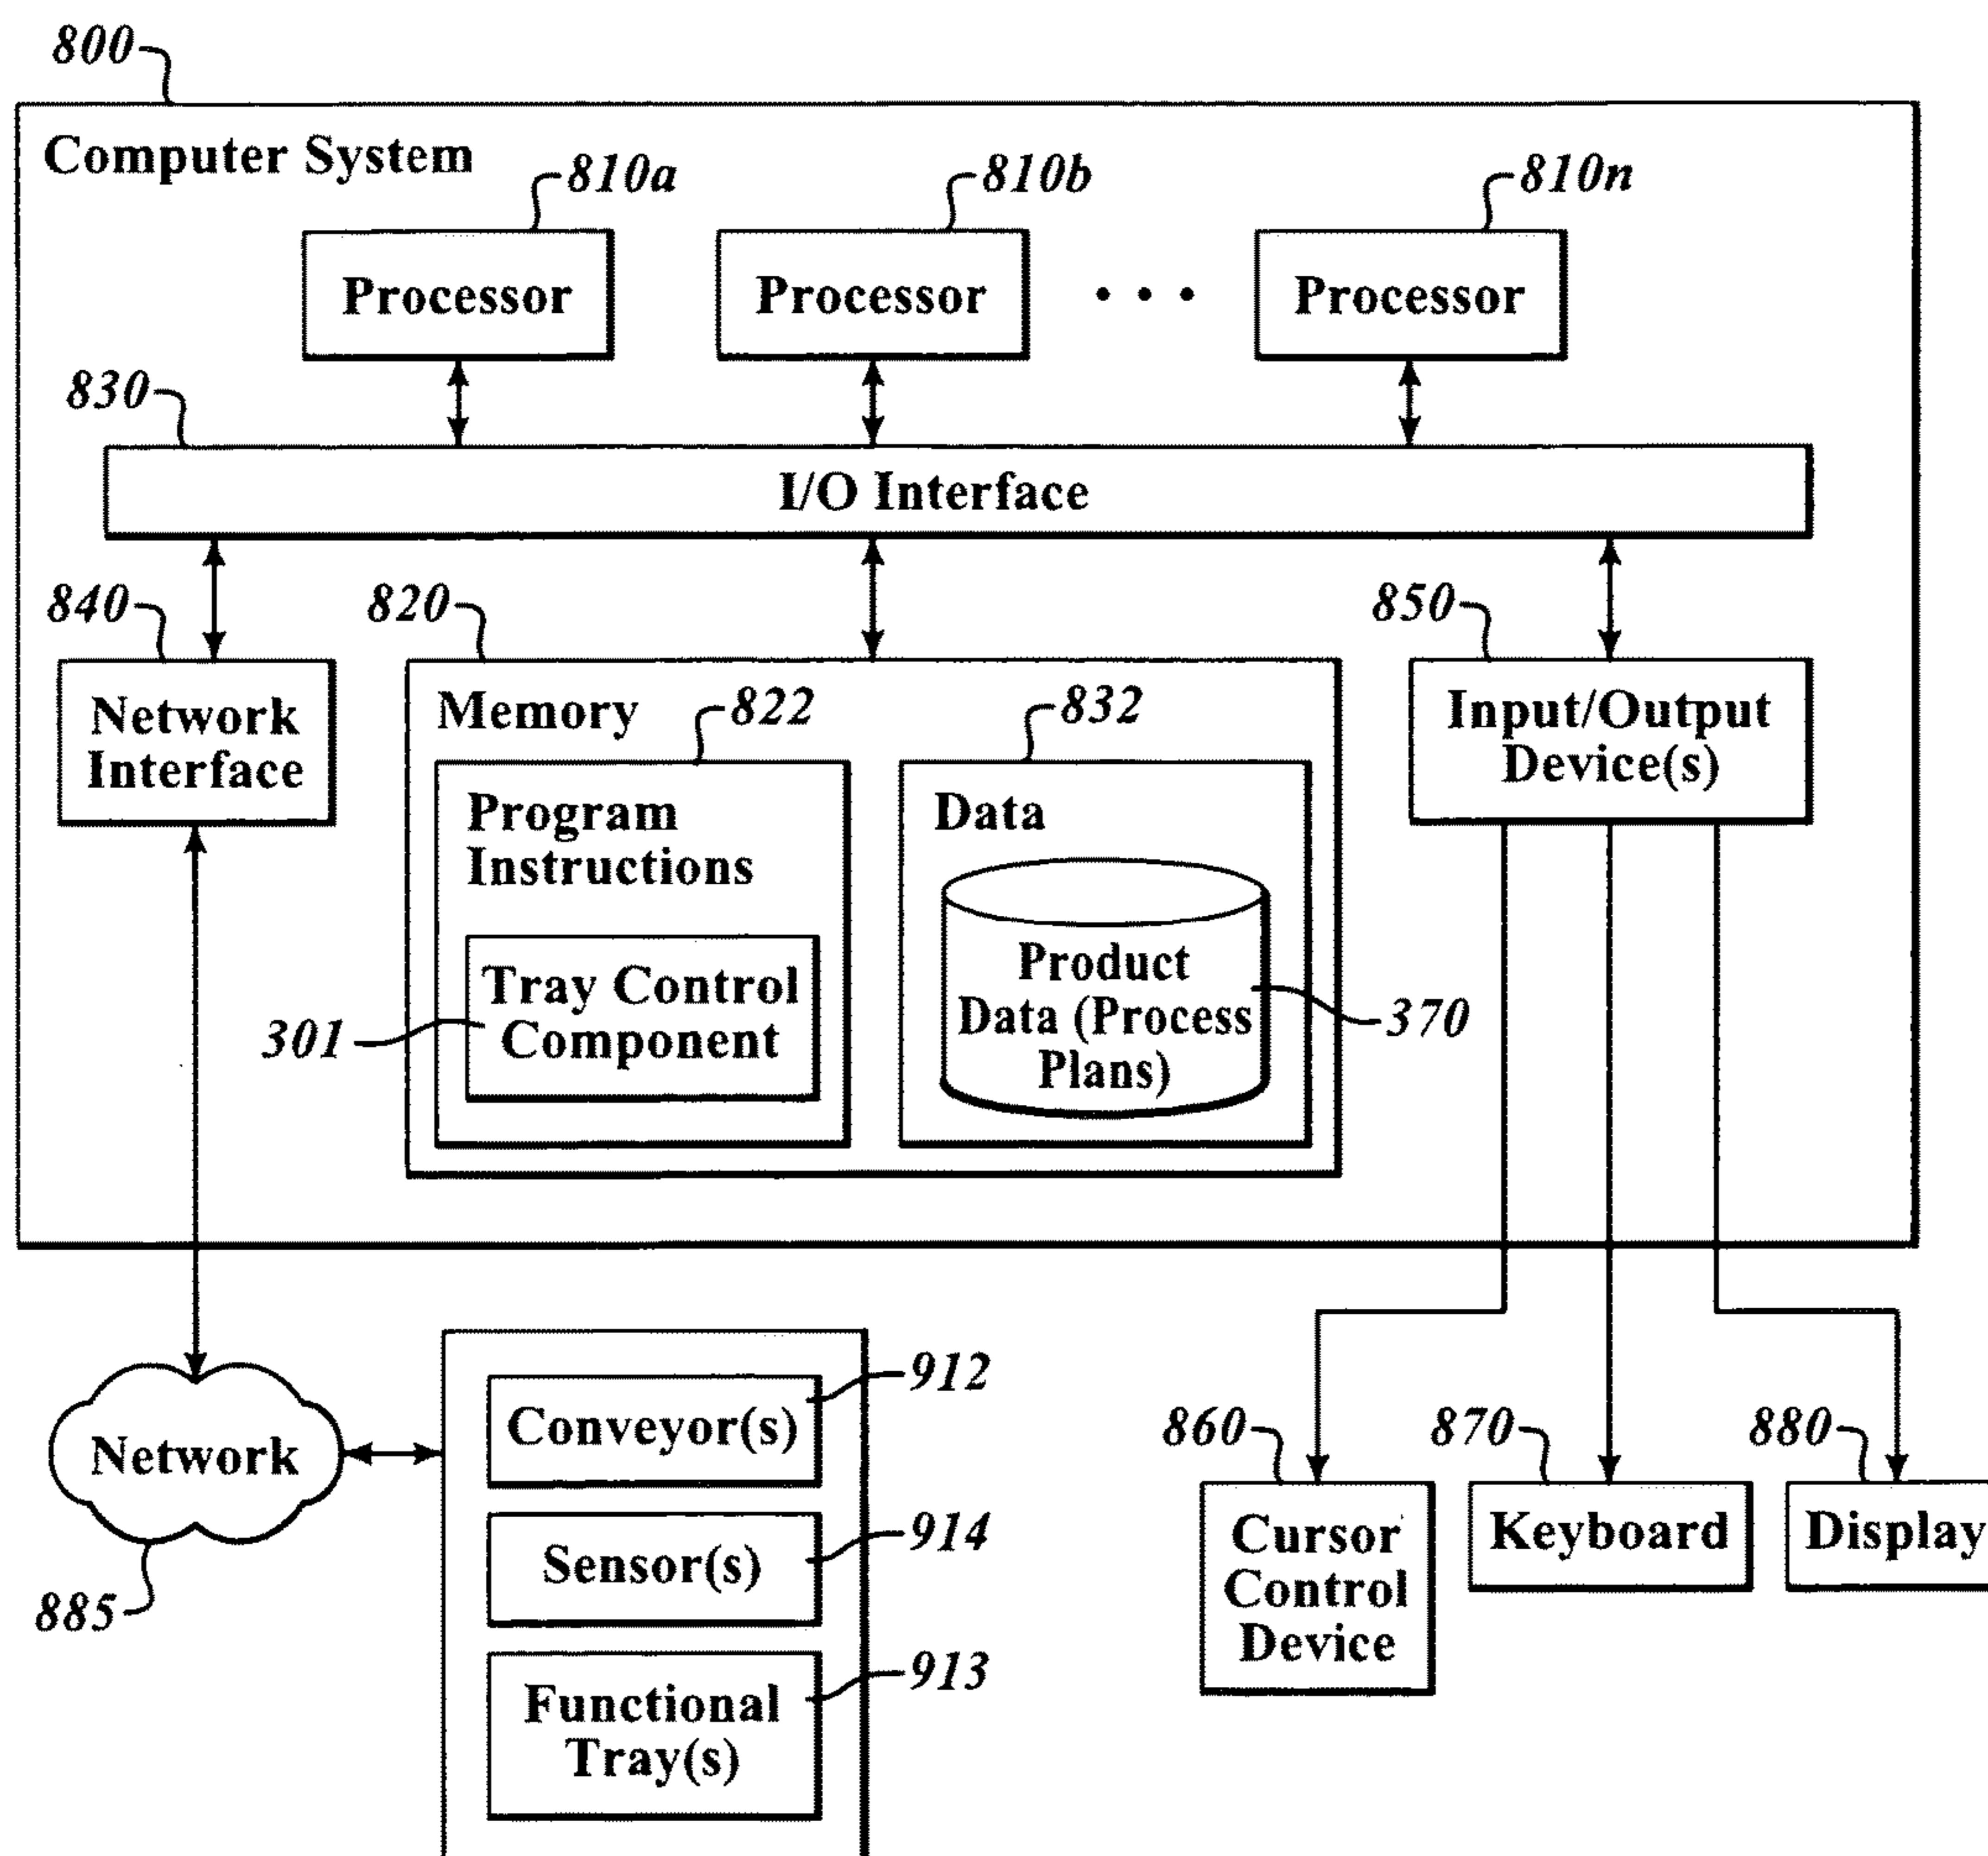 800
Computer System
810a
810b
810n
Processor
Processor
• • •
Processor
830
I/O Interface
840
820
850
Network
Interface
Memory
822
832
Input/Output
Device(s)
Program
Instructions
Data
Tray Control
Component
301
Product
Data (Process
Plans)
370
Network
885
Conveyor(s)
912
Sensor(s)
914
Functional
Tray(s)
913
860
870
880
Cursor
Control
Device
Keyboard
Display